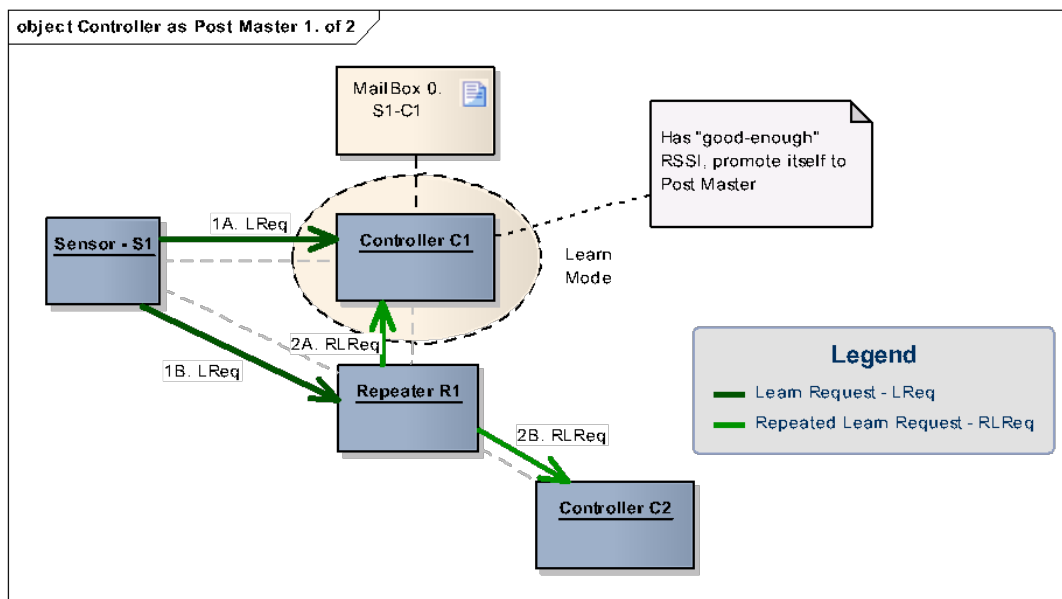 object Controller as Post Master 1. of 2
MailBox 0.
S1-C1
Has "good-enough"
RSSI, promote itself to
Post Master
1A. LReq
Sensor - S1
Controller C1
Learn
Mode
2A. RLReq
1B. LReq
Repeater R1
2B. RLReq
Controller C2
Legend
Learn Request - LReq
Repeated Learn Request - RLReq